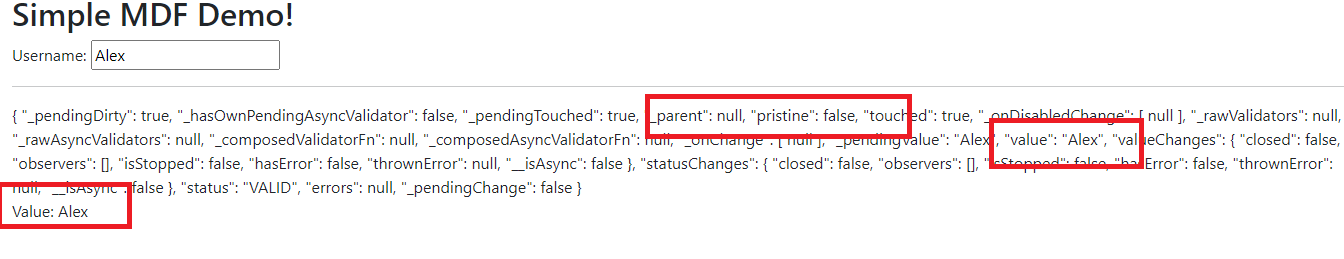 Simple MDF Demo!
Username: Alex
{ "_pendingDirty": true, "_hasOwnPendingAsyncValidator": false, "_pendingTouched": true, "_parent": null, "pristine": false, "touched": true, "_onDisabledChange": [ null ], "_rawValidators": null,
"_rawAsyncValidators": null, "_composedValidatorFn": null, "_composedAsyncValidatorFn": null, "_onChange": [ null ], "_pendingValue": "Alex", "value": "Alex", "valueChanges": { "closed": false,
"observers": [], "isStopped": false, "hasError": false, "thrownError": null, "__isAsync": false }, "statusChanges": { "closed": false, "observers": [], "isStopped": false, "hasError": false, "thrownError":
null, "__isAsync": false }, "status": "VALID", "errors": null, "_pendingChange": false }
Value: Alex